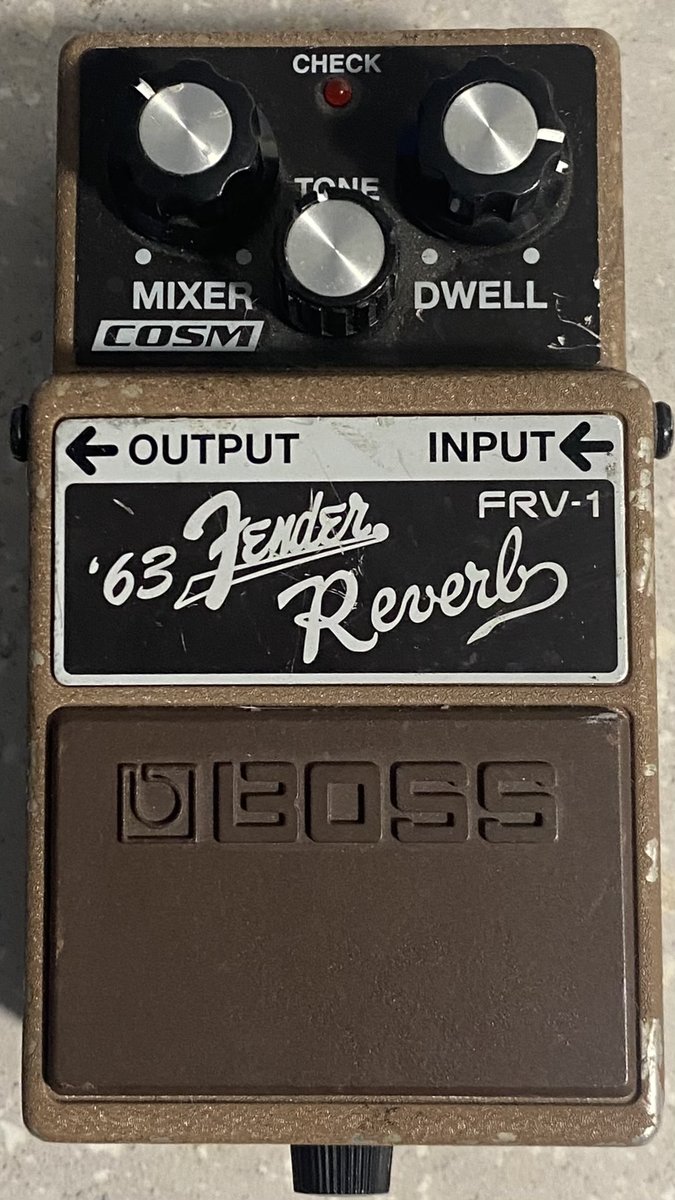 CHECK
TONE
MIXER
DWELL
COSM
OUTPUT
INPUT
FRV-1
'63 Fender
Reverb
BOSS